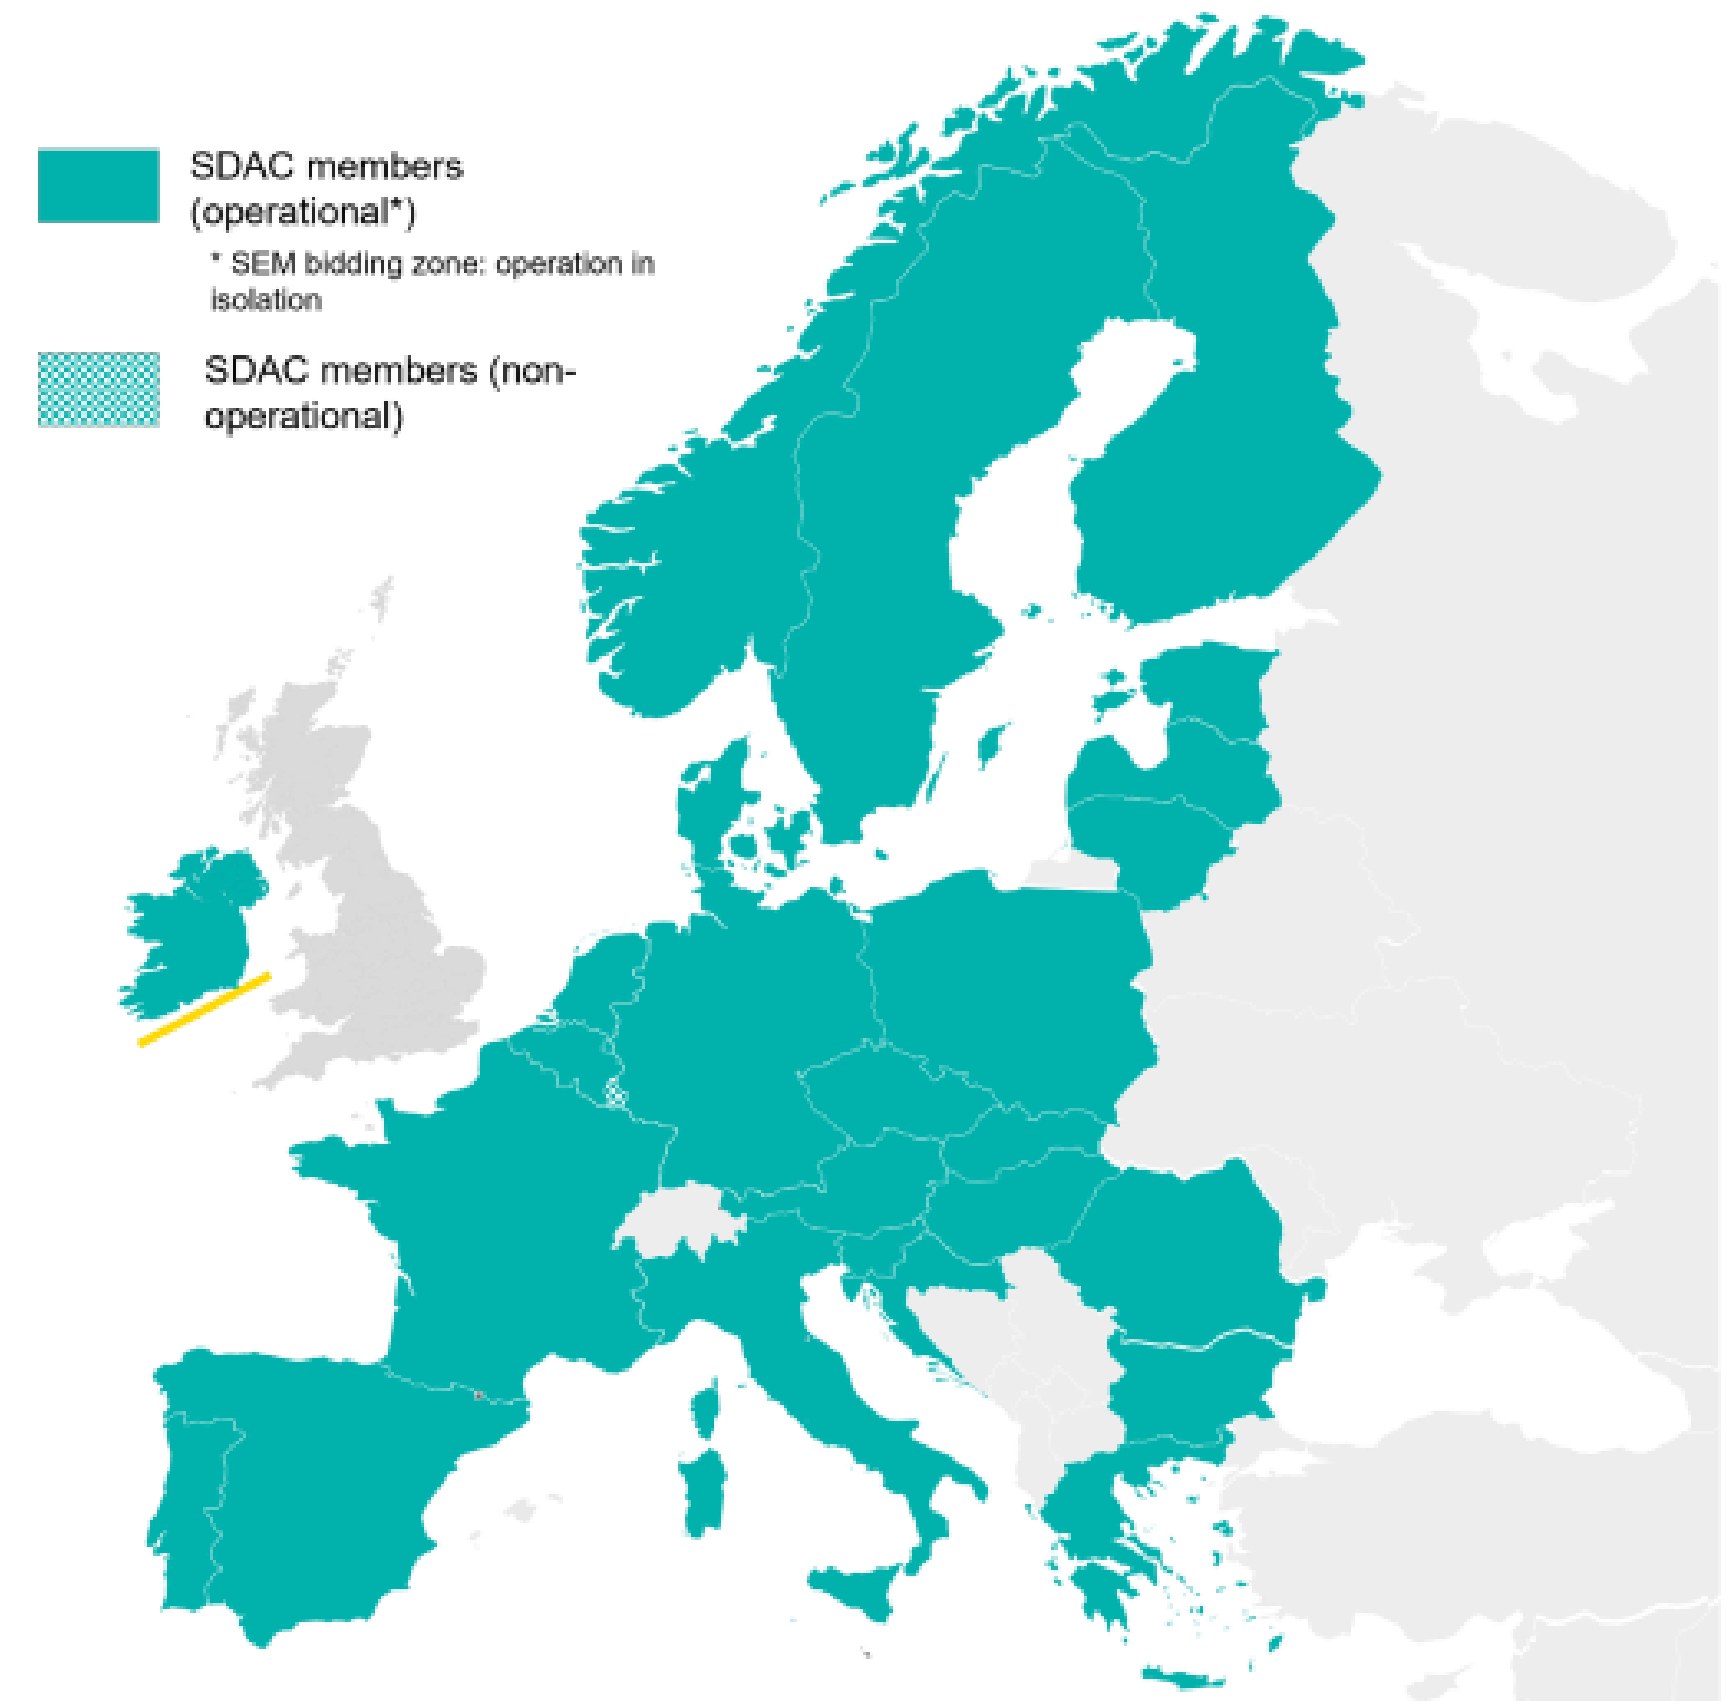 SDAC members
(operational*)
* SEM bidding zone: operation in
isolation
SDAC members (non-
operational)